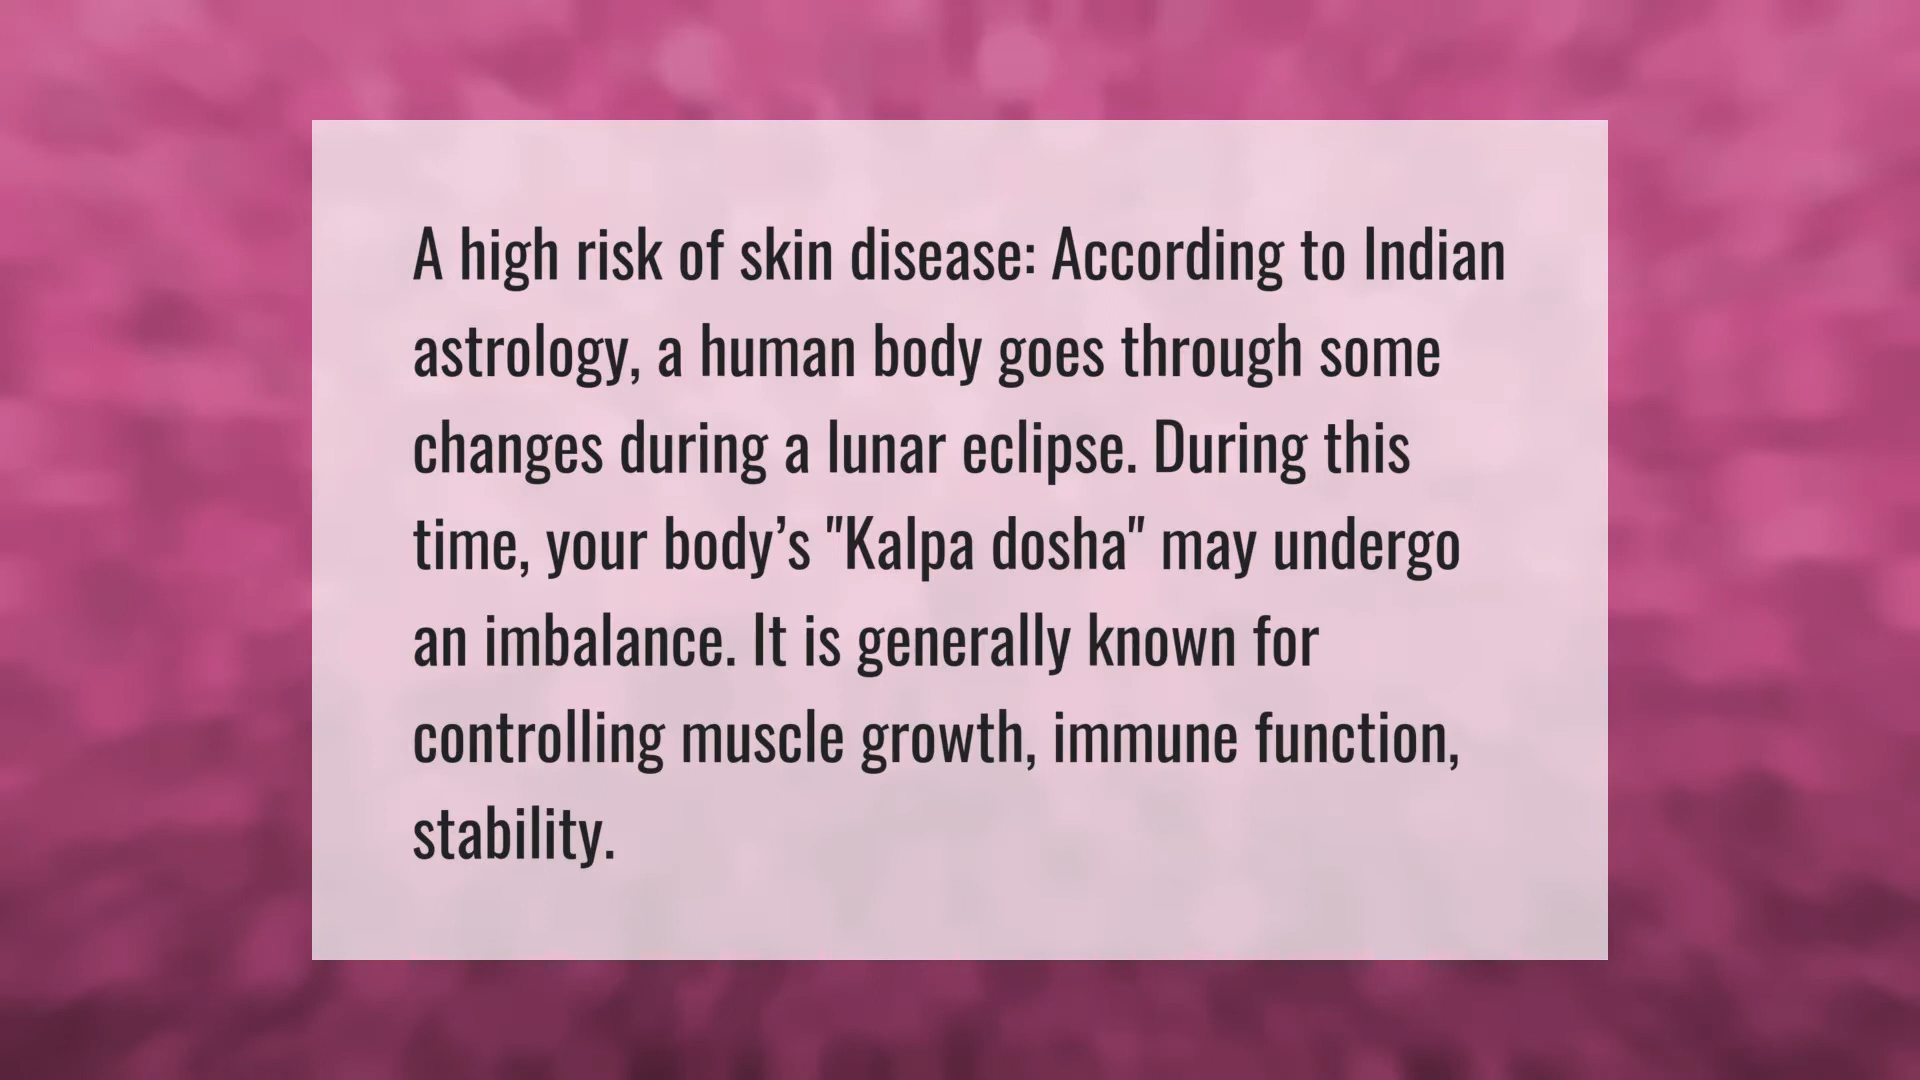 A high risk of skin disease: According to Indian
astrology, a human body goes through some
changes during a lunar eclipse. During this
time, your body’s "Kalpa dosha" may undergo
an imbalance. It is generally known for
controlling muscle growth, immune function,
stability.